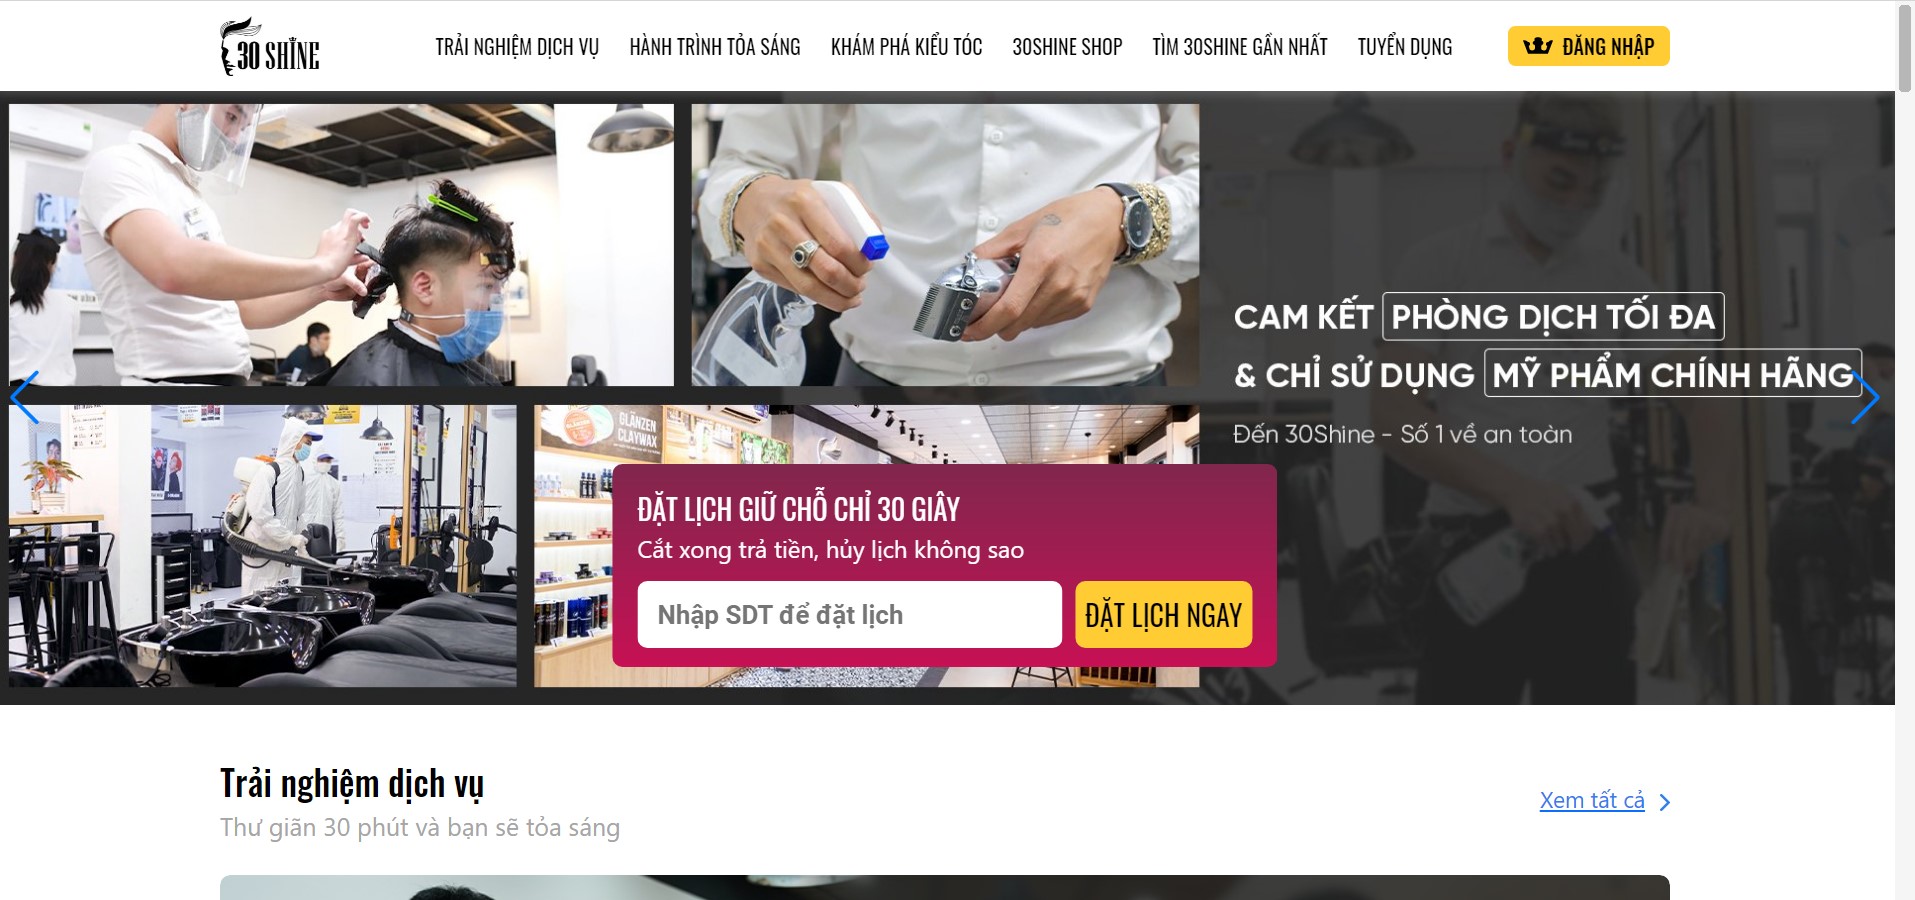 30 SHINE
TRẢI NGHIỆM DỊCH VỤ
HÀNH TRÌNH TỎA SÁNG
KHÁM PHÁ KIỂU TÓC
30SHINE SHOP
TÌM 30SHINE GẦN NHẤT
TUYỂN DỤNG
ĐĂNG NHẬP
CAM KẾT PHÒNG DỊCH TỐI ĐA
& CHỈ SỬ DỤNG MỸ PHẨM CHÍNH HÃNG
Đến 30Shine - Số 1 về an toàn
GLANZEN
CLAYWAX
ĐẶT LỊCH GIỮ CHỖ CHỈ 30 GIÂY
Cắt xong trả tiền, hủy lịch không sao
Nhập SDT để đặt lịch
ĐẶT LỊCH NGAY
Trải nghiệm dịch vụ
Thư giãn 30 phút và bạn sẽ tỏa sáng
Xem tất cả